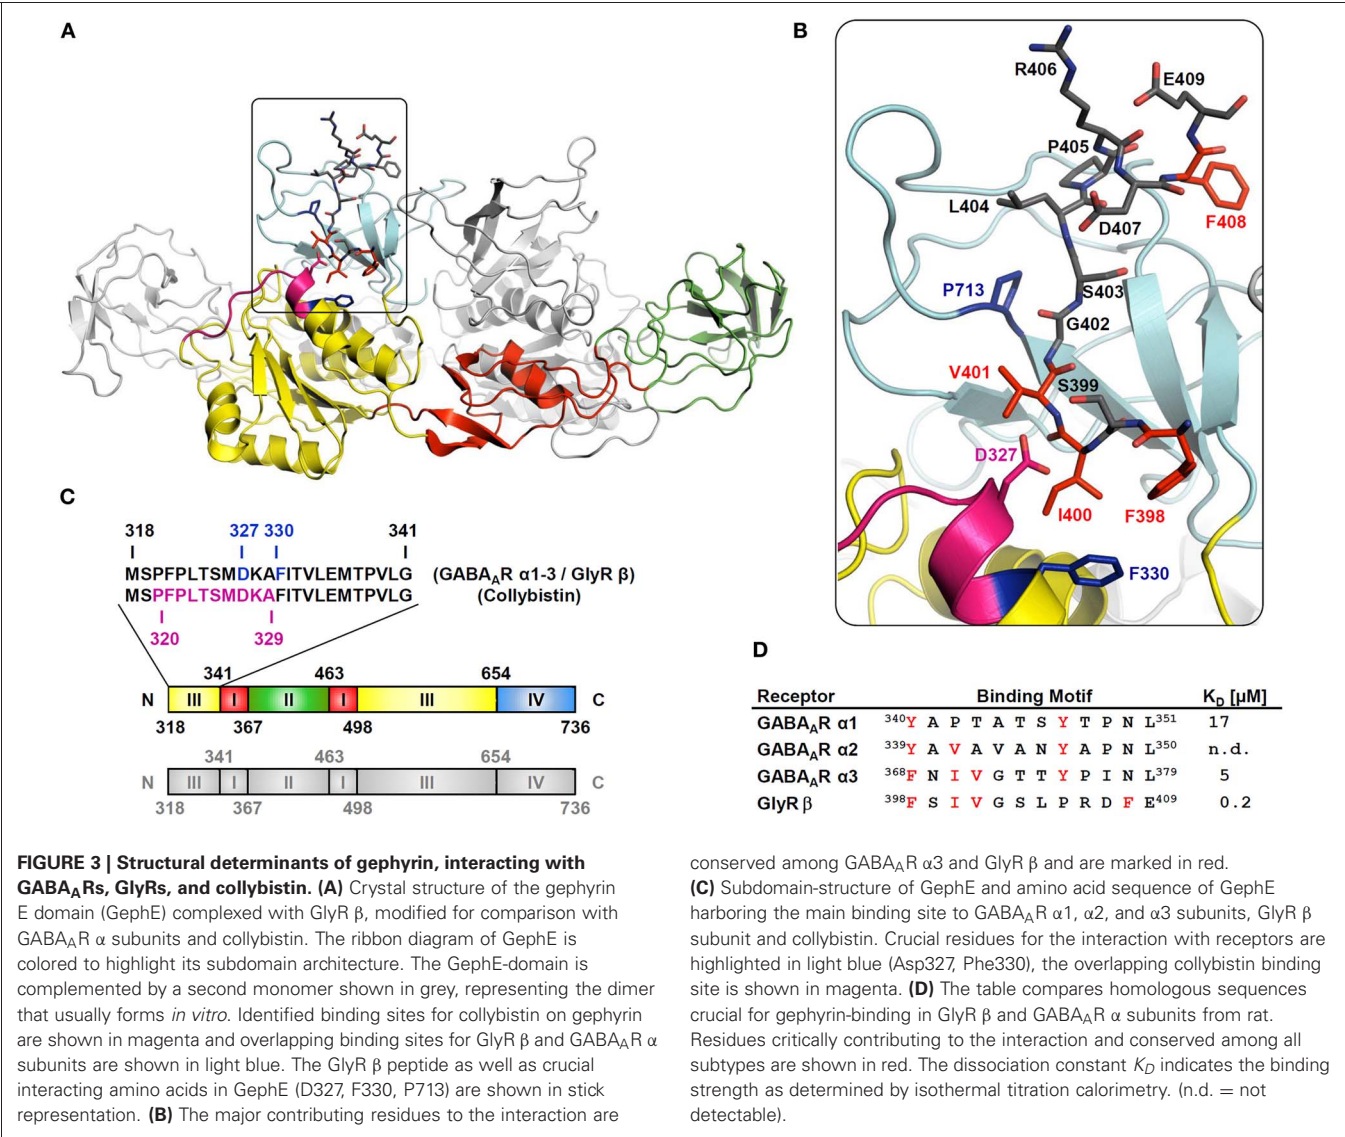 A
B
R406
E409
P405
L404
D407
F408
P713
S403
G402
V401
S399
D327
I400
F398
F330
C
318 327 330 341
MSPFPLTSMDKAFITVLEMTPVLG (GABAAR α1-3 / GlyR β)
MSPFPLTSMDKAFITVLEMTPVLG (Collybistin)
320 329
341 463 654
N III I II I III IV C
318 367 498 736
341 463 654
N III I II I III IV C
318 367 498 736
D
Receptor Binding Motif KD [µM]
GABAAR α1 340Y A P T A T S Y T P N L351 17
GABAAR α2 339Y A V A V A N Y A P N L350 n.d.
GABAAR α3 368F N I V G T T Y P I N L379 5
GlyR β 398F S I V G S L P R D F E409 0.2
FIGURE 3 | Structural determinants of gephyrin, interacting with
GABAARs, GlyRs, and collybistin. (A) Crystal structure of the gephyrin
E domain (GephE) complexed with GlyR β, modified for comparison with
GABAAR α subunits and collybistin. The ribbon diagram of GephE is
colored to highlight its subdomain architecture. The GephE-domain is
complemented by a second monomer shown in grey, representing the dimer
that usually forms in vitro. Identified binding sites for collybistin on gephyrin
are shown in magenta and overlapping binding sites for GlyR β and GABAAR α
subunits are shown in light blue. The GlyR β peptide as well as crucial
interacting amino acids in GephE (D327, F330, P713) are shown in stick
representation. (B) The major contributing residues to the interaction are
conserved among GABAAR α3 and GlyR β and are marked in red.
(C) Subdomain-structure of GephE and amino acid sequence of GephE
harboring the main binding site to GABAAR α1, α2, and α3 subunits, GlyR β
subunit and collybistin. Crucial residues for the interaction with receptors are
highlighted in light blue (Asp327, Phe330), the overlapping collybistin binding
site is shown in magenta. (D) The table compares homologous sequences
crucial for gephyrin-binding in GlyR β and GABAAR α subunits from rat.
Residues critically contributing to the interaction and conserved among all
subtypes are shown in red. The dissociation constant KD indicates the binding
strength as determined by isothermal titration calorimetry. (n.d. = not
detectable).